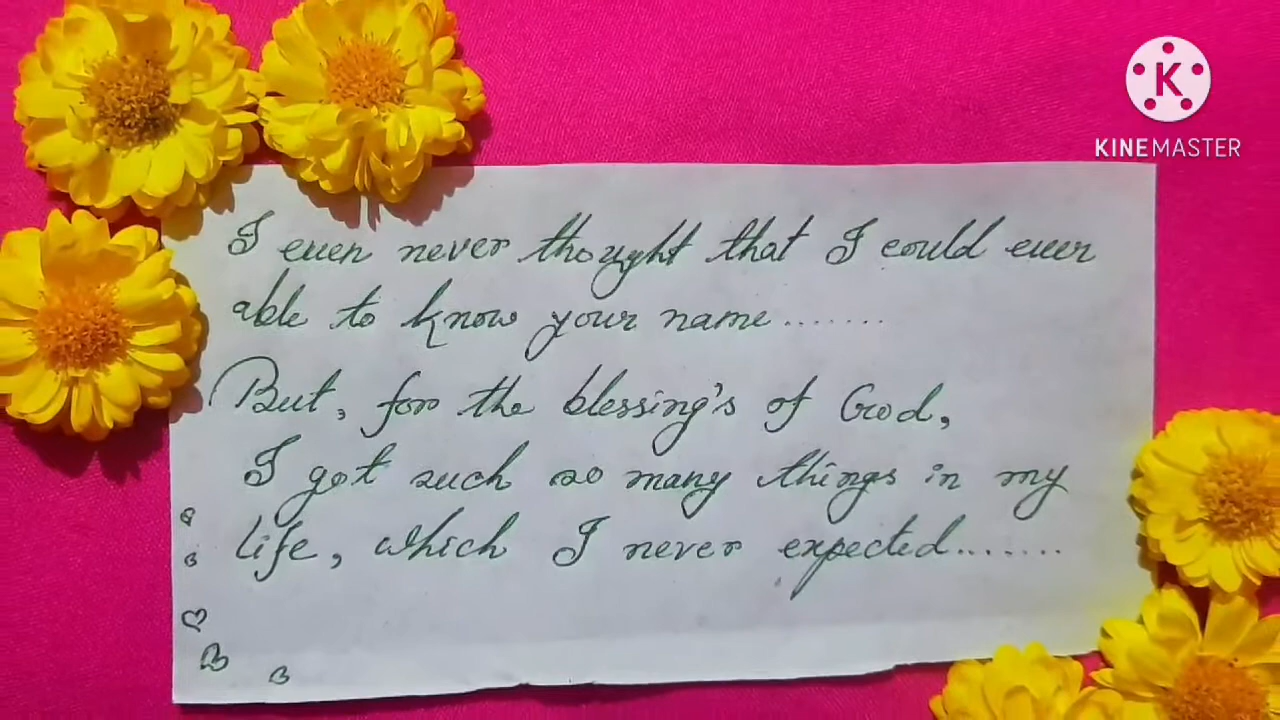 KINEMASTER
I even never thought that I could ever
able to know your name........
But, for the blessing's of God,
I got such so many things in my
life, which I never expected........